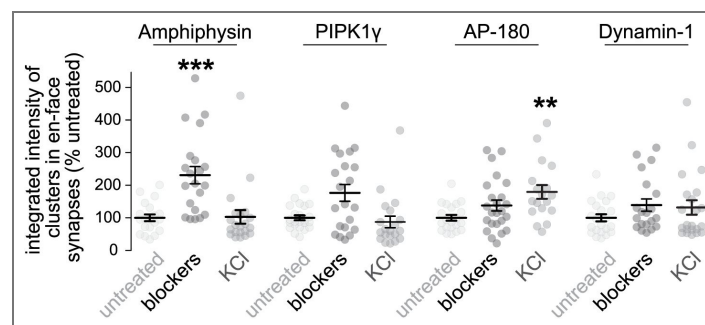 Amphiphysin PIPK1γ AP-180 Dynamin-1
***
**
integrated intensity of
clusters in en-face
synapses (% untreated)
500
400
300
200
100
0
untreated blockers KCl untreated blockers KCl untreated blockers KCl untreated blockers KCl